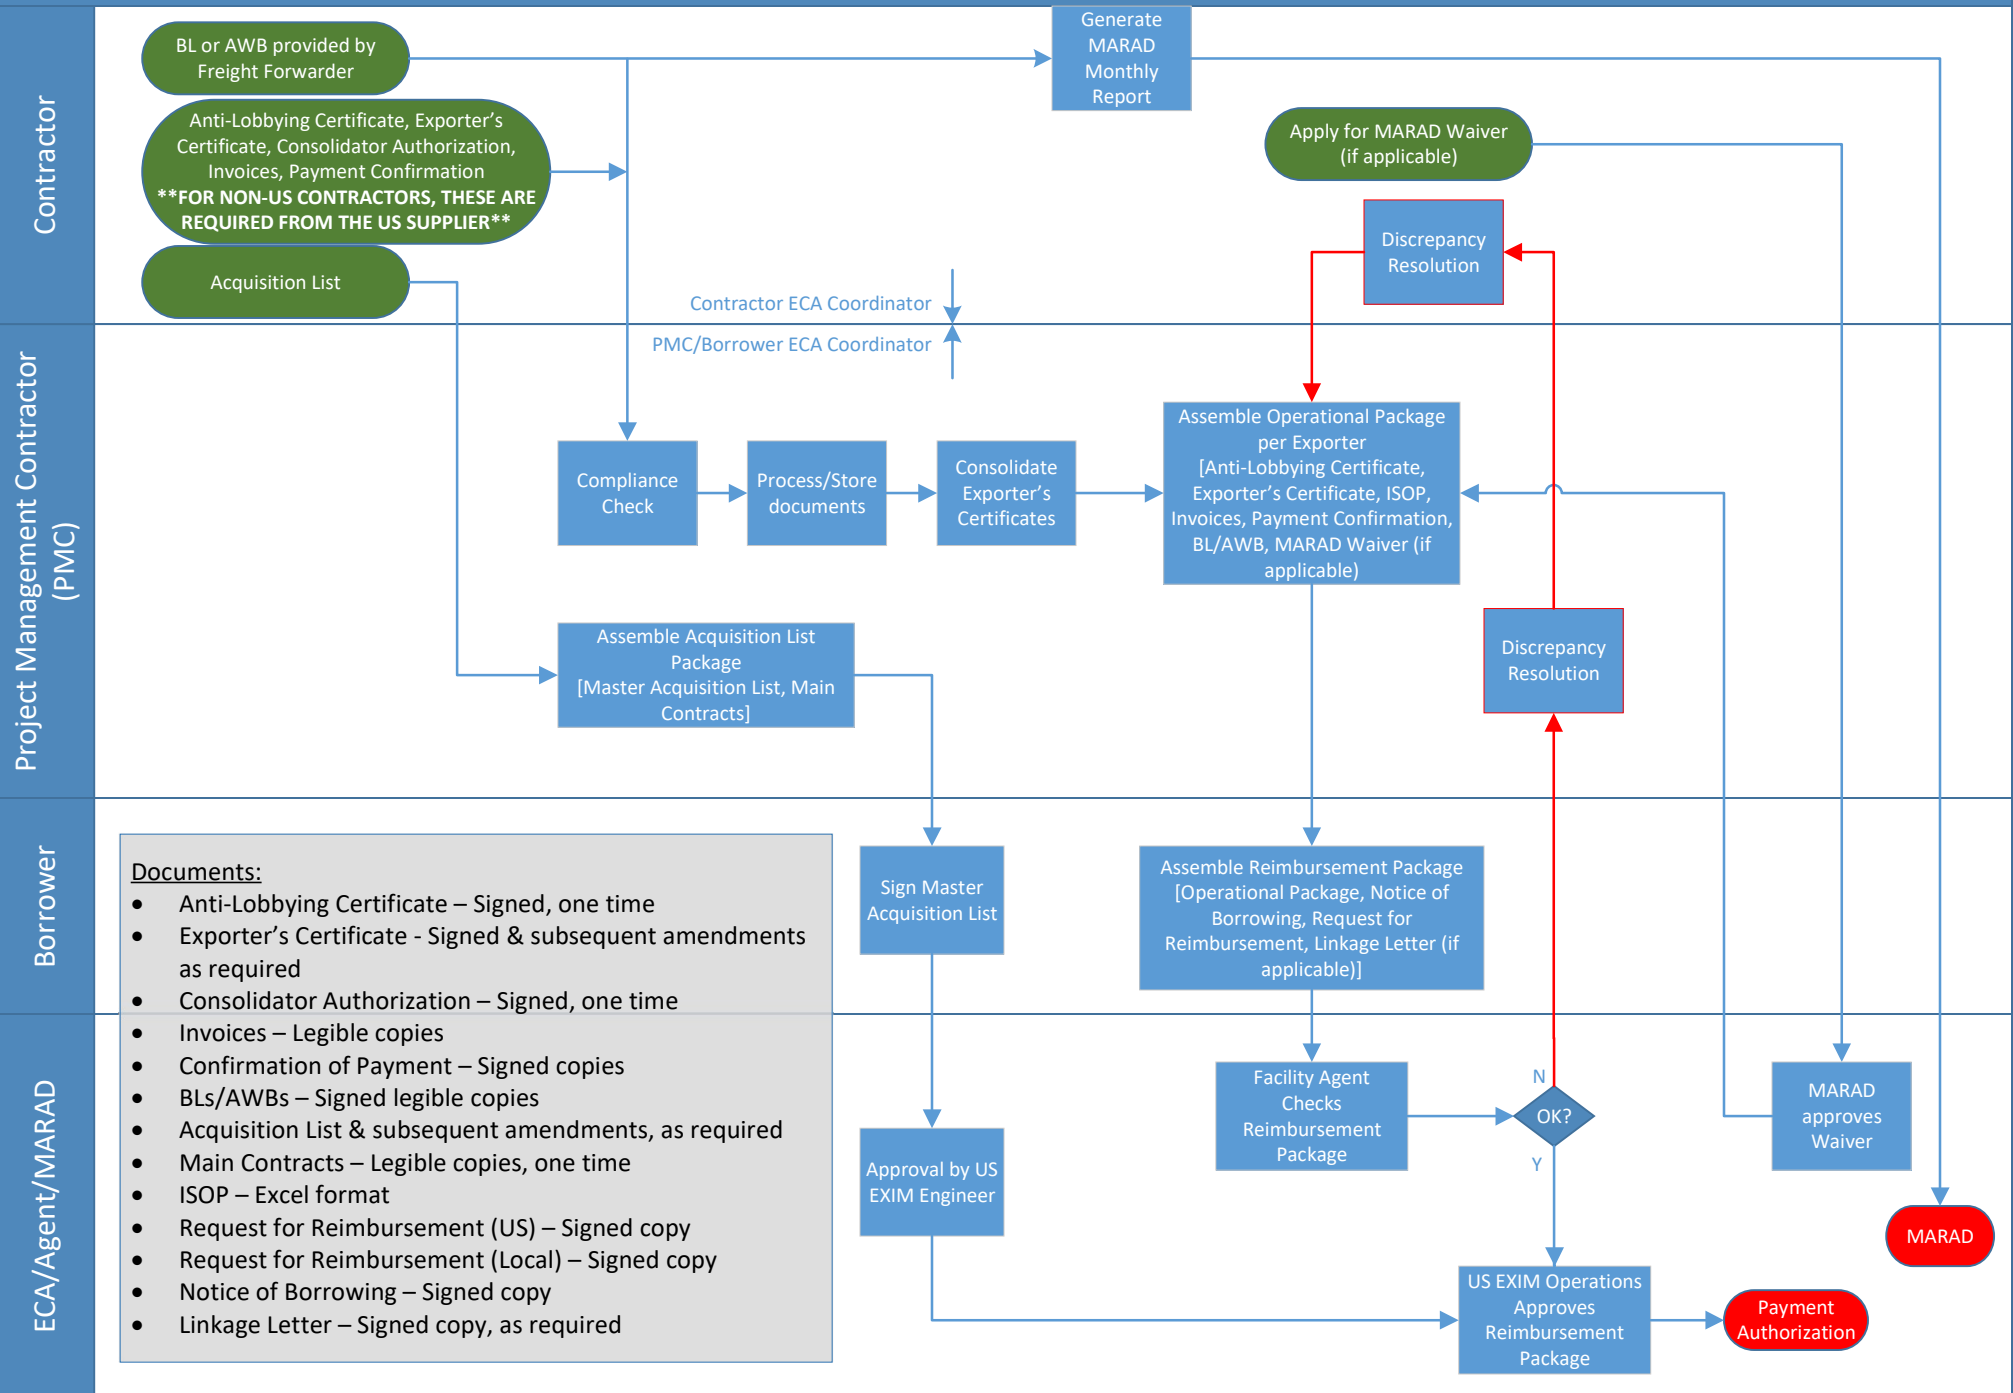 Contractor
BL or AWB provided by
Freight Forwarder
Anti-Lobbying Certificate, Exporter’s
Certificate, Consolidator Authorization,
Invoices, Payment Confirmation
**FOR NON-US CONTRACTORS, THESE ARE
REQUIRED FROM THE US SUPPLIER**
Acquisition List
Generate
MARAD
Monthly
Report
Apply for MARAD Waiver
(if applicable)
Discrepancy
Resolution
Contractor ECA Coordinator
PMC/Borrower ECA Coordinator
Project Management Contractor
(PMC)
Compliance
Check
Process/Store
documents
Consolidate
Exporter’s
Certificates
Assemble Operational Package
per Exporter
[Anti-Lobbying Certificate,
Exporter’s Certificate, ISOP,
Invoices, Payment Confirmation,
BL/AWB, MARAD Waiver (if
applicable)
Assemble Acquisition List
Package
[Master Acquisition List, Main
Contracts]
Discrepancy
Resolution
Borrower
Sign Master
Acquisition List
Assemble Reimbursement Package
[Operational Package, Notice of
Borrowing, Request for
Reimbursement, Linkage Letter (if
applicable)]
Documents:
• Anti-Lobbying Certificate – Signed, one time
• Exporter’s Certificate - Signed & subsequent amendments
as required
• Consolidator Authorization – Signed, one time
• Invoices – Legible copies
• Confirmation of Payment – Signed copies
• BLs/AWBs – Signed legible copies
• Acquisition List & subsequent amendments, as required
• Main Contracts – Legible copies, one time
• ISOP – Excel format
• Request for Reimbursement (US) – Signed copy
• Request for Reimbursement (Local) – Signed copy
• Notice of Borrowing – Signed copy
• Linkage Letter – Signed copy, as required
ECA/Agent/MARAD
Approval by US
EXIM Engineer
Facility Agent
Checks
Reimbursement
Package
N
OK?
Y
MARAD
approves
Waiver
MARAD
US EXIM Operations
Approves
Reimbursement
Package
Payment
Authorization